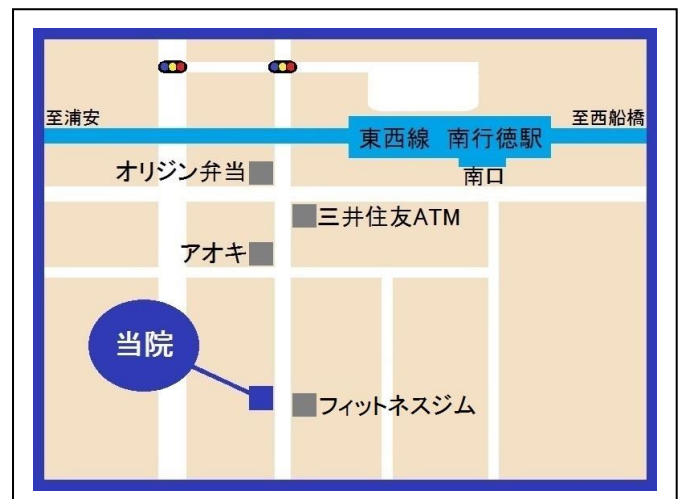 至浦安
至西船橋
東西線 南行徳駅
オリジン弁当
南口
三井住友ATM
アオキ
当院
フィットネスジム